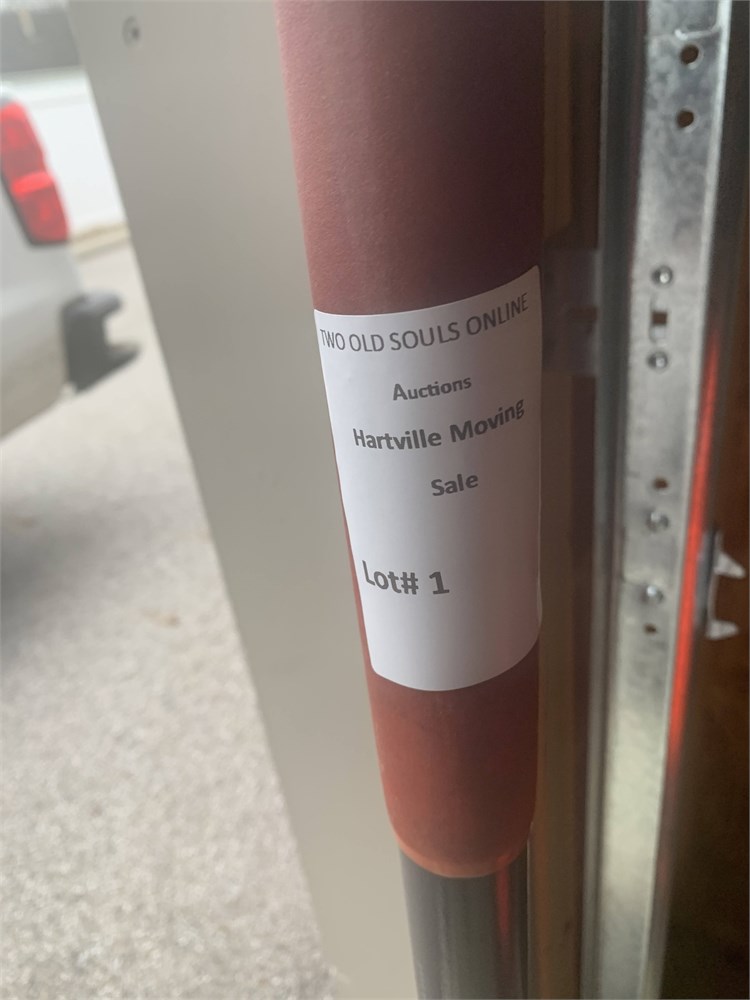 TWO OLD SOULS ONLINE
Auctions
Hartville Moving
Sale
Lot# 1